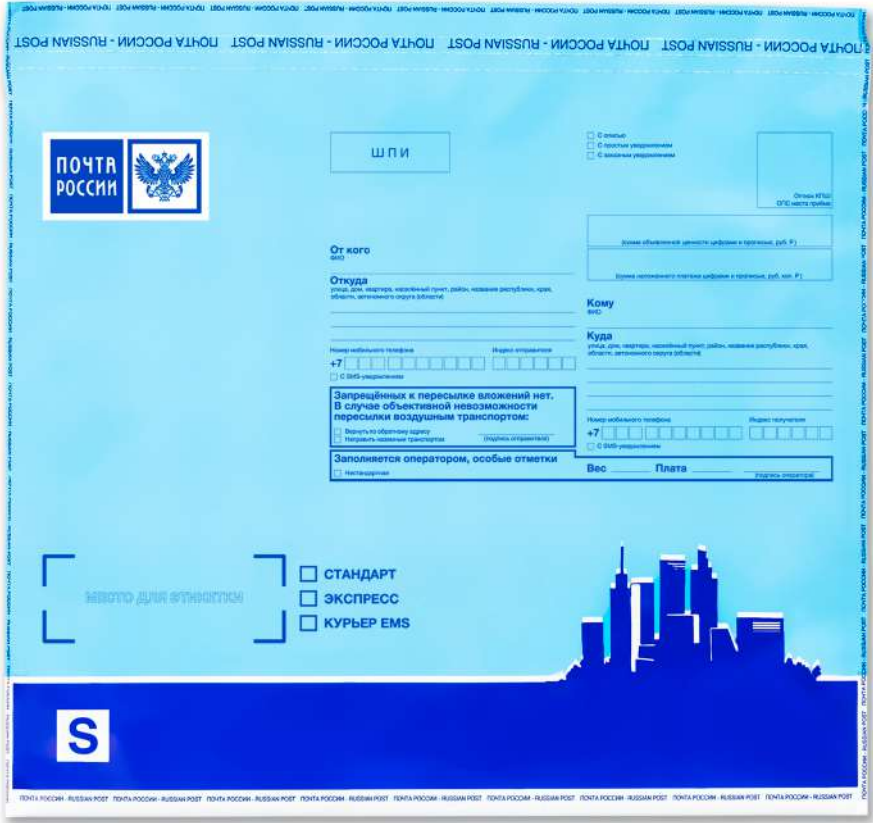 ПОЧТА РОССИИ - RUSSIAN POST ПОЧТА РОССИИ - RUSSIAN POST ПОЧТА РОССИИ - RUSSIAN POST ПОЧТА РОССИИ - RUSSIAN POST
ПОЧТА
РОССИИ
ШПИ
С описью
С простым уведомлением
С заказным уведомлением
Оттиск КПШ
ОПС места приёма
(сумма объявленной ценности цифрами и прописью, руб. ₽)
(сумма наложенного платежа цифрами и прописью, руб. коп. ₽)
От кого
ФИО
Откуда
улица, дом, квартира, населённый пункт, район, название республики, края,
области, автономного округа (области)
Номер мобильного телефона Индекс отправителя
+7
С SMS-уведомлением
Кому
ФИО
Куда
улица, дом, квартира, населённый пункт, район, название республики, края,
области, автономного округа (области)
Номер мобильного телефона Индекс получателя
+7
С SMS-уведомлением
Запрещённых к пересылке вложений нет.
В случае объективной невозможности
пересылки воздушным транспортом:
Вернуть по обратному адресу
Направить наземным транспортом
(подпись отправителя)
Заполняется оператором, особые отметки
Нестандартная
Вес Плата
(подпись оператора)
МЕСТО ДЛЯ ЭТИКЕТКИ
СТАНДАРТ
ЭКСПРЕСС
КУРЬЕР EMS
S
ПОЧТА РОССИИ - RUSSIAN POST ПОЧТА РОССИИ - RUSSIAN POST ПОЧТА РОССИИ - RUSSIAN POST ПОЧТА РОССИИ - RUSSIAN POST ПОЧТА РОССИИ - RUSSIAN POST ПОЧТА РОССИИ - RUSSIAN POST ПОЧТА РОССИИ - RUSSIAN POST ПОЧТА РОССИИ - RUSSIAN POST ПОЧТА РОССИИ - RUSSIAN POST